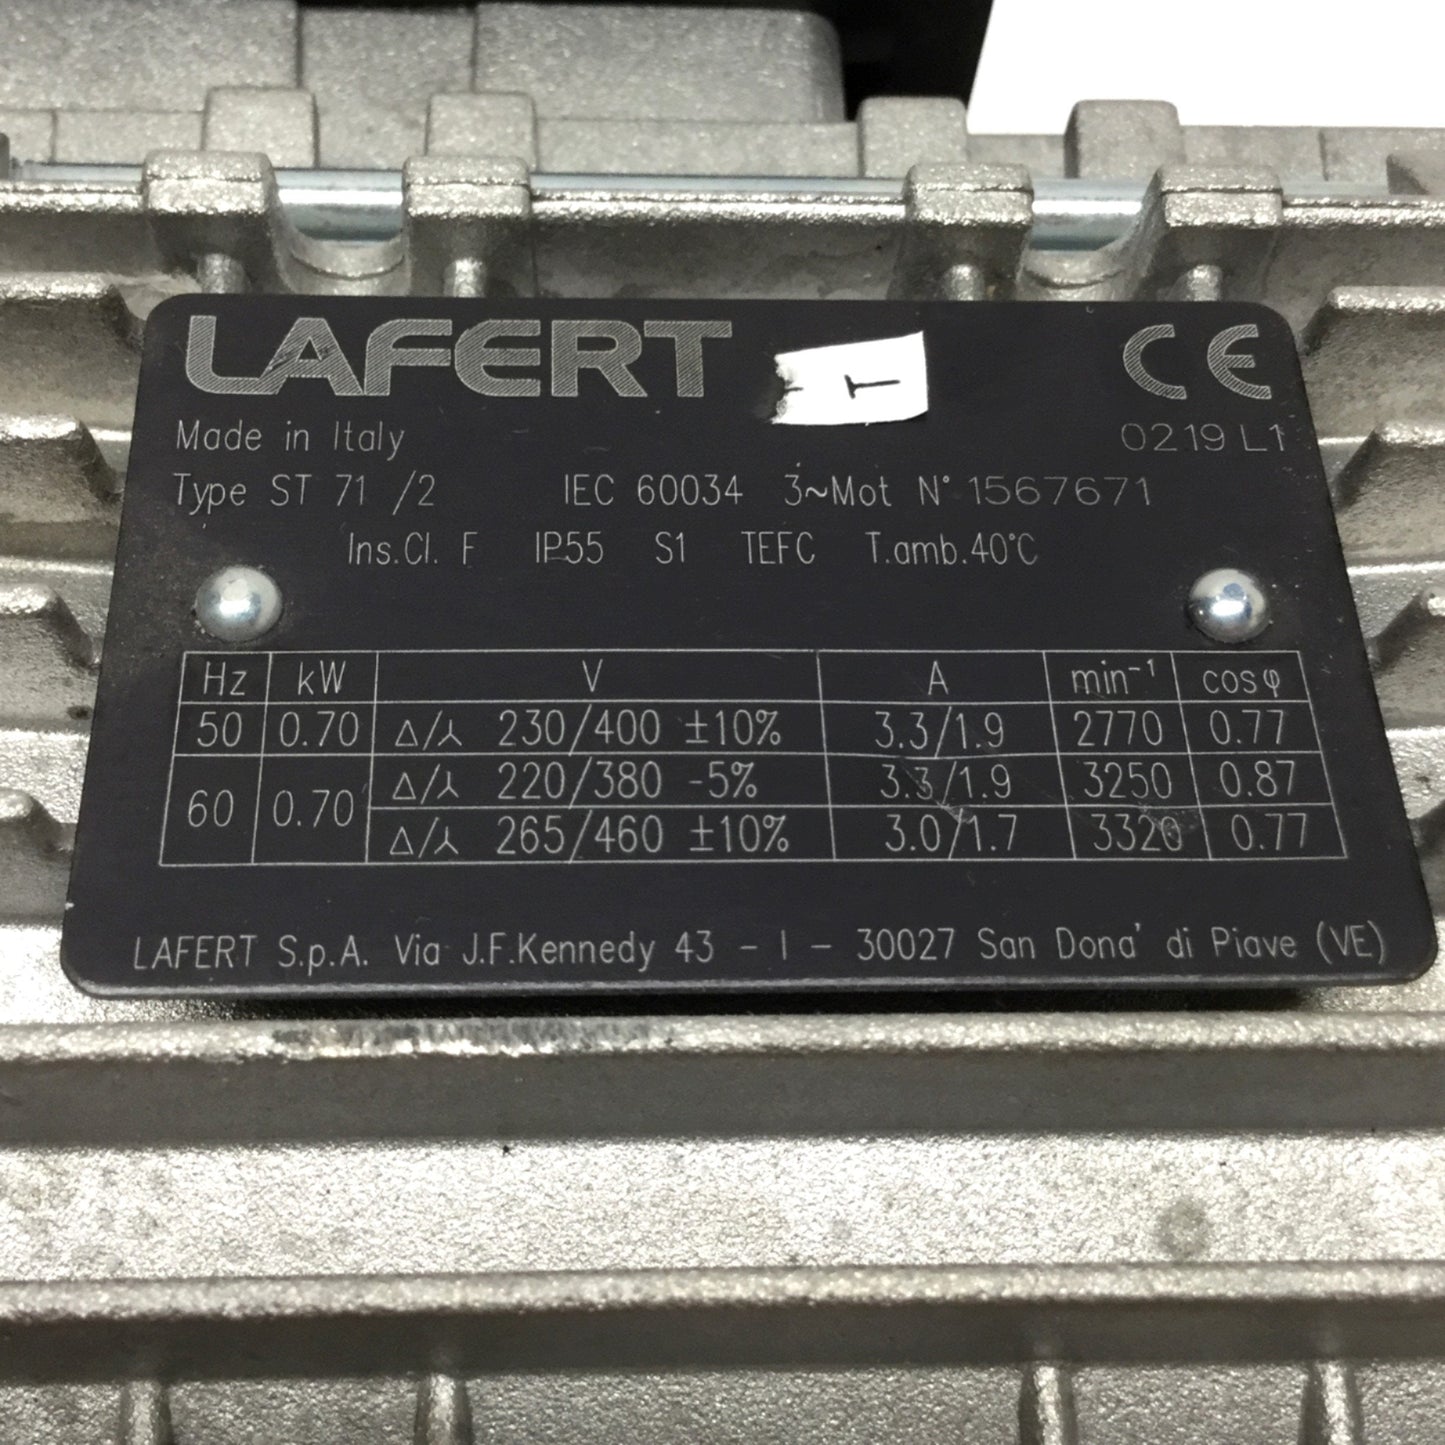 LAFERT T CE
Made in Italy 0219 L1
Type ST 71 /2 IEC 60034 3~Mot N° 1567671
Ins.Cl. F IP55 S1 TEFC T.amb.40°C
Hz kW V A min⁻¹ cosφ
50 0.70 Δ/⅄ 230/400 ±10% 3.3/1.9 2770 0.77
60 0.70 Δ/⅄ 220/380 -5% 3.3/1.9 3250 0.87
Δ/⅄ 265/460 ±10% 3.0/1.7 3320 0.77
LAFERT S.p.A. Via J.F.Kennedy 43 - I - 30027 San Dona' di Piave (VE)